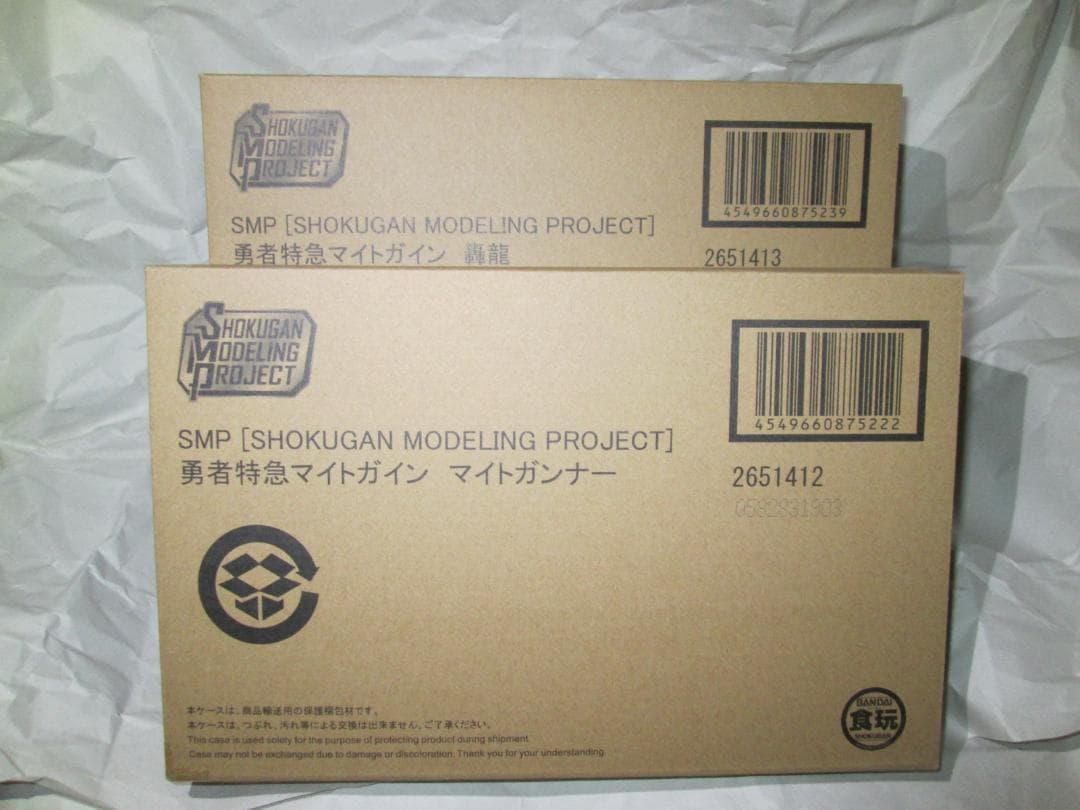 SHOKUGAN
MODELING
PROJECT
4549660875239
SMP [SHOKUGAN MODELING PROJECT]
勇者特急マイトガイン 轟龍
2651413
SHOKUGAN
MODELING
PROJECT
4549660875222
SMP [SHOKUGAN MODELING PROJECT]
勇者特急マイトガイン マイトガンナー
2651412
0592931903
本ケースは、商品輸送用の保護梱包材です。
本ケースは、つぶれ、汚れ等による交換は出来ません。ご了承ください。
This case is used solely for the purpose of protecting product during shipment.
Case may not be exchanged due to damage or discoloration. Thank you for your understanding.
BANDAI
食玩
SHOKUGAN